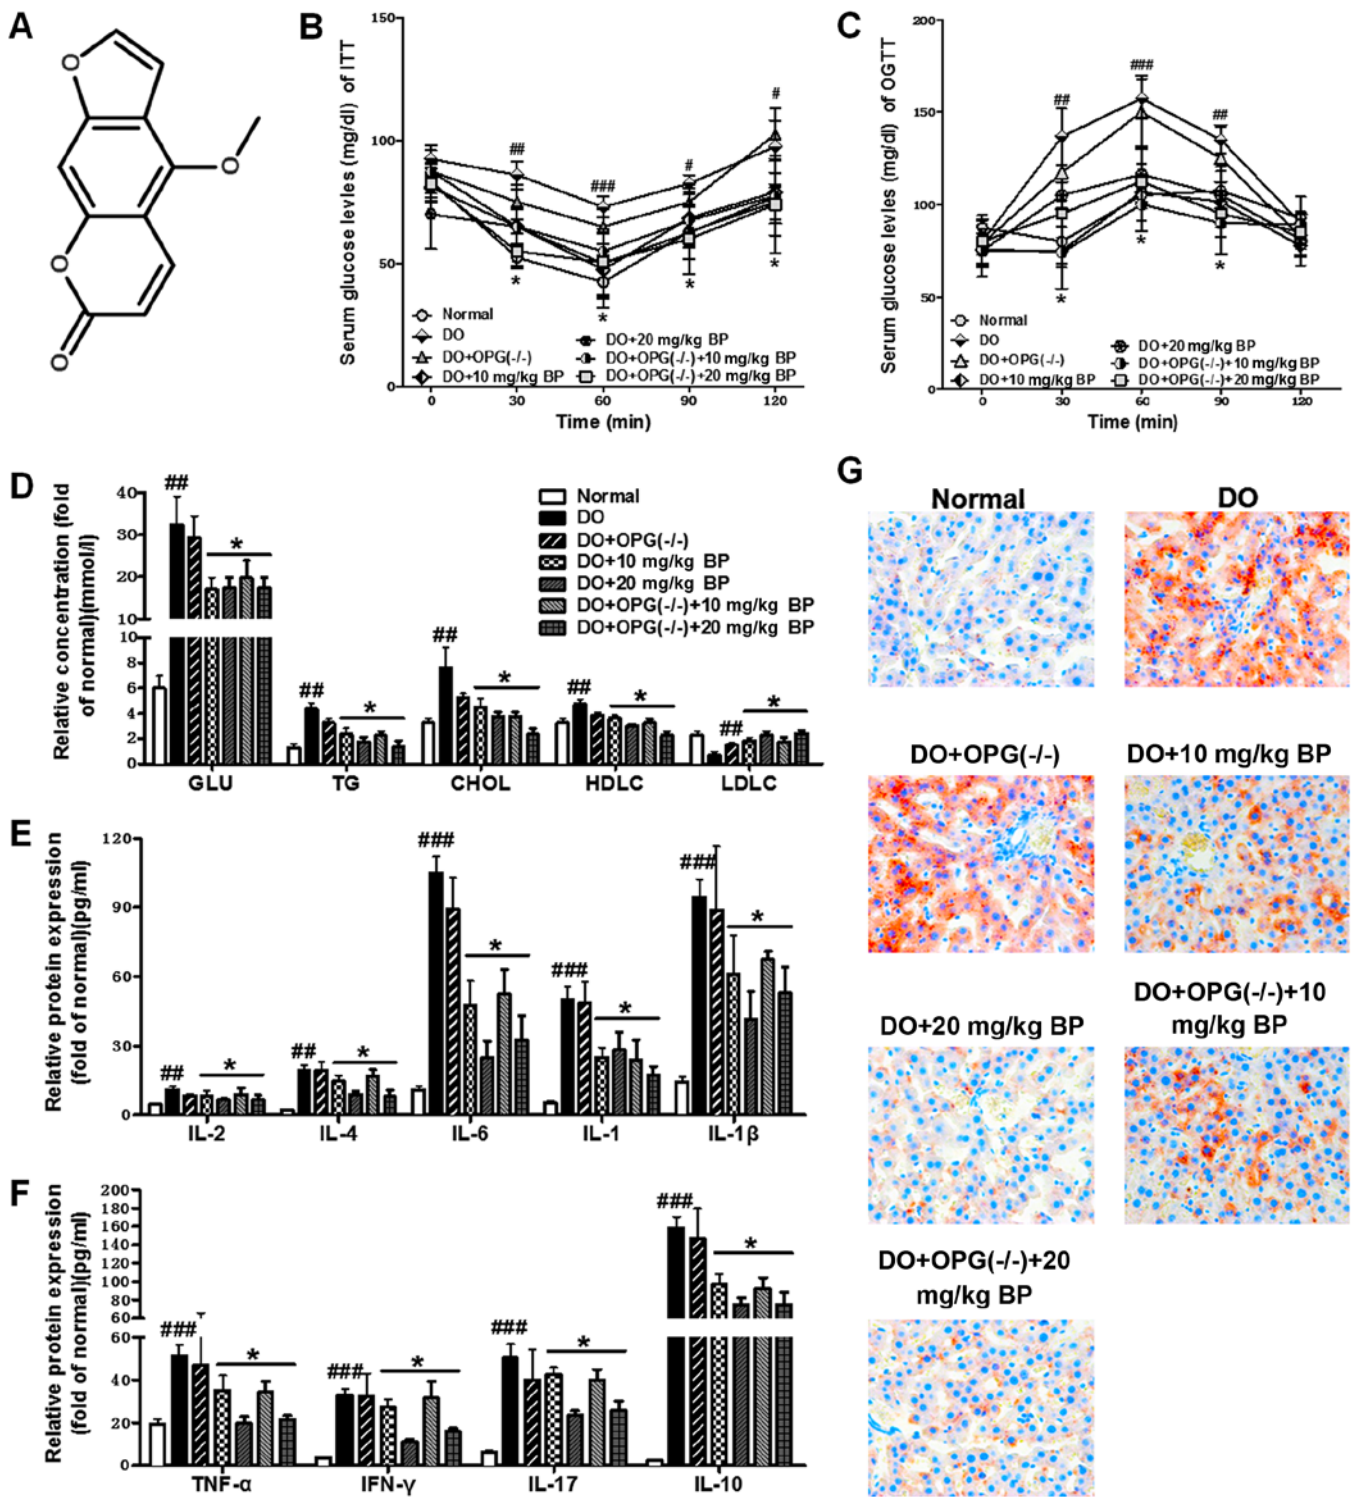 A
O
O
O
O
B
Serum glucose levles (mg/dl) of ITT
150
100
50
0
##
###
#
#
*
*
*
*
Normal
DO
DO+OPG(-/-)
DO+10 mg/kg BP
DO+20 mg/kg BP
DO+OPG(-/-)+10 mg/kg BP
DO+OPG(-/-)+20 mg/kg BP
0 30 60 90 120
Time (min)
C
Serum glucose levles (mg/dl) of OGTT
200
150
100
50
0
##
###
##
*
*
*
Normal
DO
DO+OPG(-/-)
DO+10 mg/kg BP
DO+20 mg/kg BP
DO+OPG(-/-)+10 mg/kg BP
DO+OPG(-/-)+20 mg/kg BP
0 30 60 90 120
Time (min)
D
Relative concentration (fold
of normal)(mmol/l)
40
30
20
10
10
8
6
4
2
0
##
*
##
*
##
*
##
*
##
*
Normal
DO
DO+OPG(-/-)
DO+10 mg/kg BP
DO+20 mg/kg BP
DO+OPG(-/-)+10 mg/kg BP
DO+OPG(-/-)+20 mg/kg BP
GLU TG CHOL HDLC LDLC
E
Relative protein expression
(fold of normal)(pg/ml)
120
90
60
30
0
##
*
##
*
###
*
###
*
###
*
IL-2 IL-4 IL-6 IL-1 IL-1β
F
Relative protein expression
(fold of normal)(pg/ml)
200
180
160
140
120
100
80
60
60
40
20
0
###
*
###
*
###
*
###
*
TNF-α IFN-γ IL-17 IL-10
G
Normal
DO
DO+OPG(-/-)
DO+10 mg/kg BP
DO+20 mg/kg BP
DO+OPG(-/-)+10
mg/kg BP
DO+OPG(-/-)+20
mg/kg BP